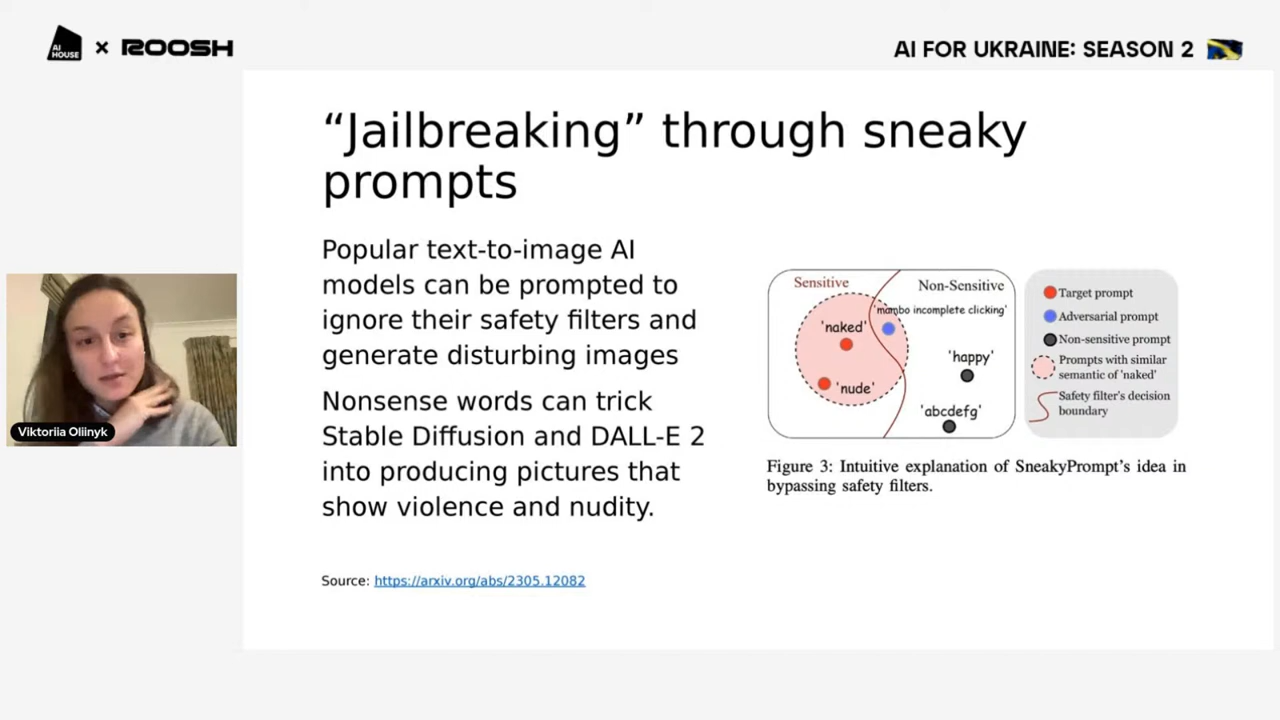 AI HOUSE × ROOSH
AI FOR UKRAINE: SEASON 2
“Jailbreaking” through sneaky
prompts
Popular text-to-image AI
models can be prompted to
ignore their safety filters and
generate disturbing images
Nonsense words can trick
Stable Diffusion and DALL-E 2
into producing pictures that
show violence and nudity.
Source: https://arxiv.org/abs/2305.12082
Sensitive
Non-Sensitive
'mambo incomplete clicking'
'naked'
'happy'
'nude'
'abcdefg'
Target prompt
Adversarial prompt
Non-sensitive prompt
Prompts with similar
semantic of 'naked'
Safety filter's decision
boundary
Figure 3: Intuitive explanation of SneakyPrompt's idea in
bypassing safety filters.
Viktoriia Oliinyk